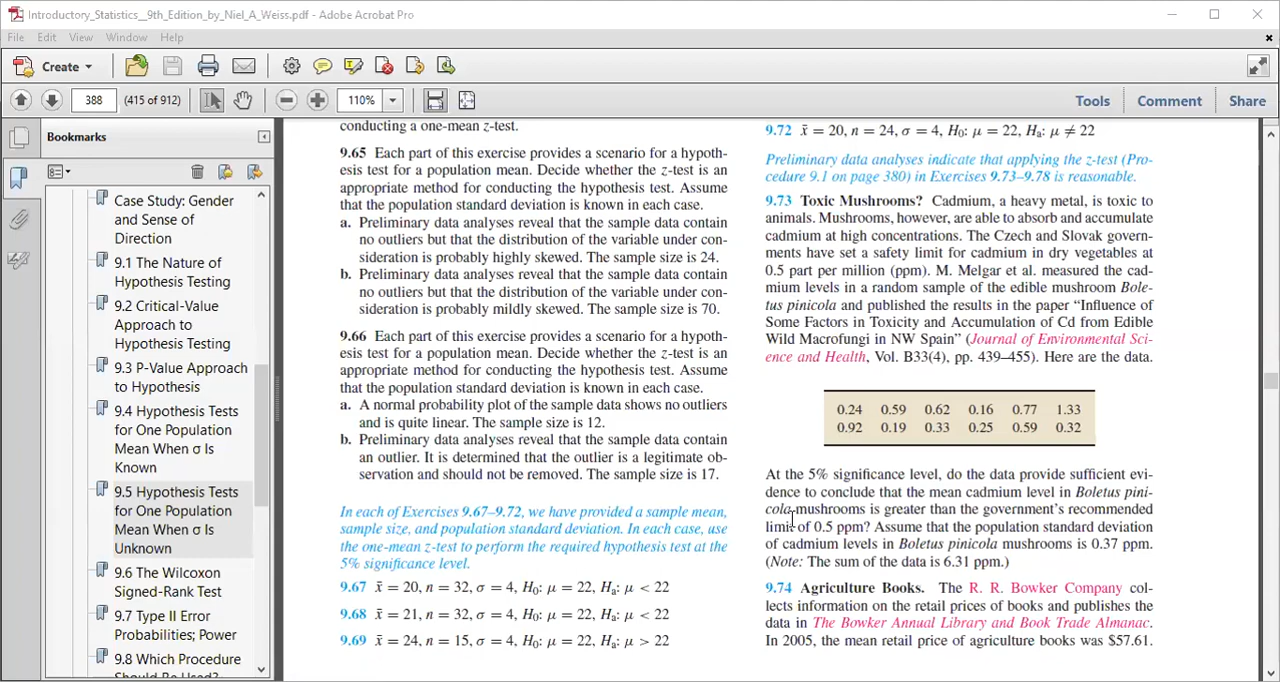 Introductory_Statistics__9th_Edition_by_Niel_A_Weiss.pdf - Adobe Acrobat Pro
File Edit View Window Help
Create
388 (415 of 912) 110% Tools Comment Share
Bookmarks
Case Study: Gender
and Sense of
Direction
9.1 The Nature of
Hypothesis Testing
9.2 Critical-Value
Approach to
Hypothesis Testing
9.3 P-Value Approach
to Hypothesis
9.4 Hypothesis Tests
for One Population
Mean When σ Is
Known
9.5 Hypothesis Tests
for One Population
Mean When σ Is
Unknown
9.6 The Wilcoxon
Signed-Rank Test
9.7 Type II Error
Probabilities; Power
9.8 Which Procedure
Should Be Used?
conducting a one-mean z-test.
9.65 Each part of this exercise provides a scenario for a hypoth-
esis test for a population mean. Decide whether the z-test is an
appropriate method for conducting the hypothesis test. Assume
that the population standard deviation is known in each case.
a. Preliminary data analyses reveal that the sample data contain
no outliers but that the distribution of the variable under con-
sideration is probably highly skewed. The sample size is 24.
b. Preliminary data analyses reveal that the sample data contain
no outliers but that the distribution of the variable under con-
sideration is probably mildly skewed. The sample size is 70.
9.66 Each part of this exercise provides a scenario for a hypoth-
esis test for a population mean. Decide whether the z-test is an
appropriate method for conducting the hypothesis test. Assume
that the population standard deviation is known in each case.
a. A normal probability plot of the sample data shows no outliers
and is quite linear. The sample size is 12.
b. Preliminary data analyses reveal that the sample data contain
an outlier. It is determined that the outlier is a legitimate ob-
servation and should not be removed. The sample size is 17.
In each of Exercises 9.67–9.72, we have provided a sample mean,
sample size, and population standard deviation. In each case, use
the one-mean z-test to perform the required hypothesis test at the
5% significance level.
9.67 x̄ = 20, n = 32, σ = 4, H₀: μ = 22, Hₐ: μ < 22
9.68 x̄ = 21, n = 32, σ = 4, H₀: μ = 22, Hₐ: μ < 22
9.69 x̄ = 24, n = 15, σ = 4, H₀: μ = 22, Hₐ: μ > 22
9.72 x̄ = 20, n = 24, σ = 4, H₀: μ = 22, Hₐ: μ ≠ 22
Preliminary data analyses indicate that applying the z-test (Pro-
cedure 9.1 on page 380) in Exercises 9.73–9.78 is reasonable.
9.73 Toxic Mushrooms? Cadmium, a heavy metal, is toxic to
animals. Mushrooms, however, are able to absorb and accumulate
cadmium at high concentrations. The Czech and Slovak govern-
ments have set a safety limit for cadmium in dry vegetables at
0.5 part per million (ppm). M. Melgar et al. measured the cad-
mium levels in a random sample of the edible mushroom Bole-
tus pinicola and published the results in the paper “Influence of
Some Factors in Toxicity and Accumulation of Cd from Edible
Wild Macrofungi in NW Spain” (Journal of Environmental Sci-
ence and Health, Vol. B33(4), pp. 439–455). Here are the data.
0.24 0.59 0.62 0.16 0.77 1.33
0.92 0.19 0.33 0.25 0.59 0.32
At the 5% significance level, do the data provide sufficient evi-
dence to conclude that the mean cadmium level in Boletus pini-
cola mushrooms is greater than the government’s recommended
limit of 0.5 ppm? Assume that the population standard deviation
of cadmium levels in Boletus pinicola mushrooms is 0.37 ppm.
(Note: The sum of the data is 6.31 ppm.)
9.74 Agriculture Books. The R. R. Bowker Company col-
lects information on the retail prices of books and publishes the
data in The Bowker Annual Library and Book Trade Almanac.
In 2005, the mean retail price of agriculture books was $57.61.